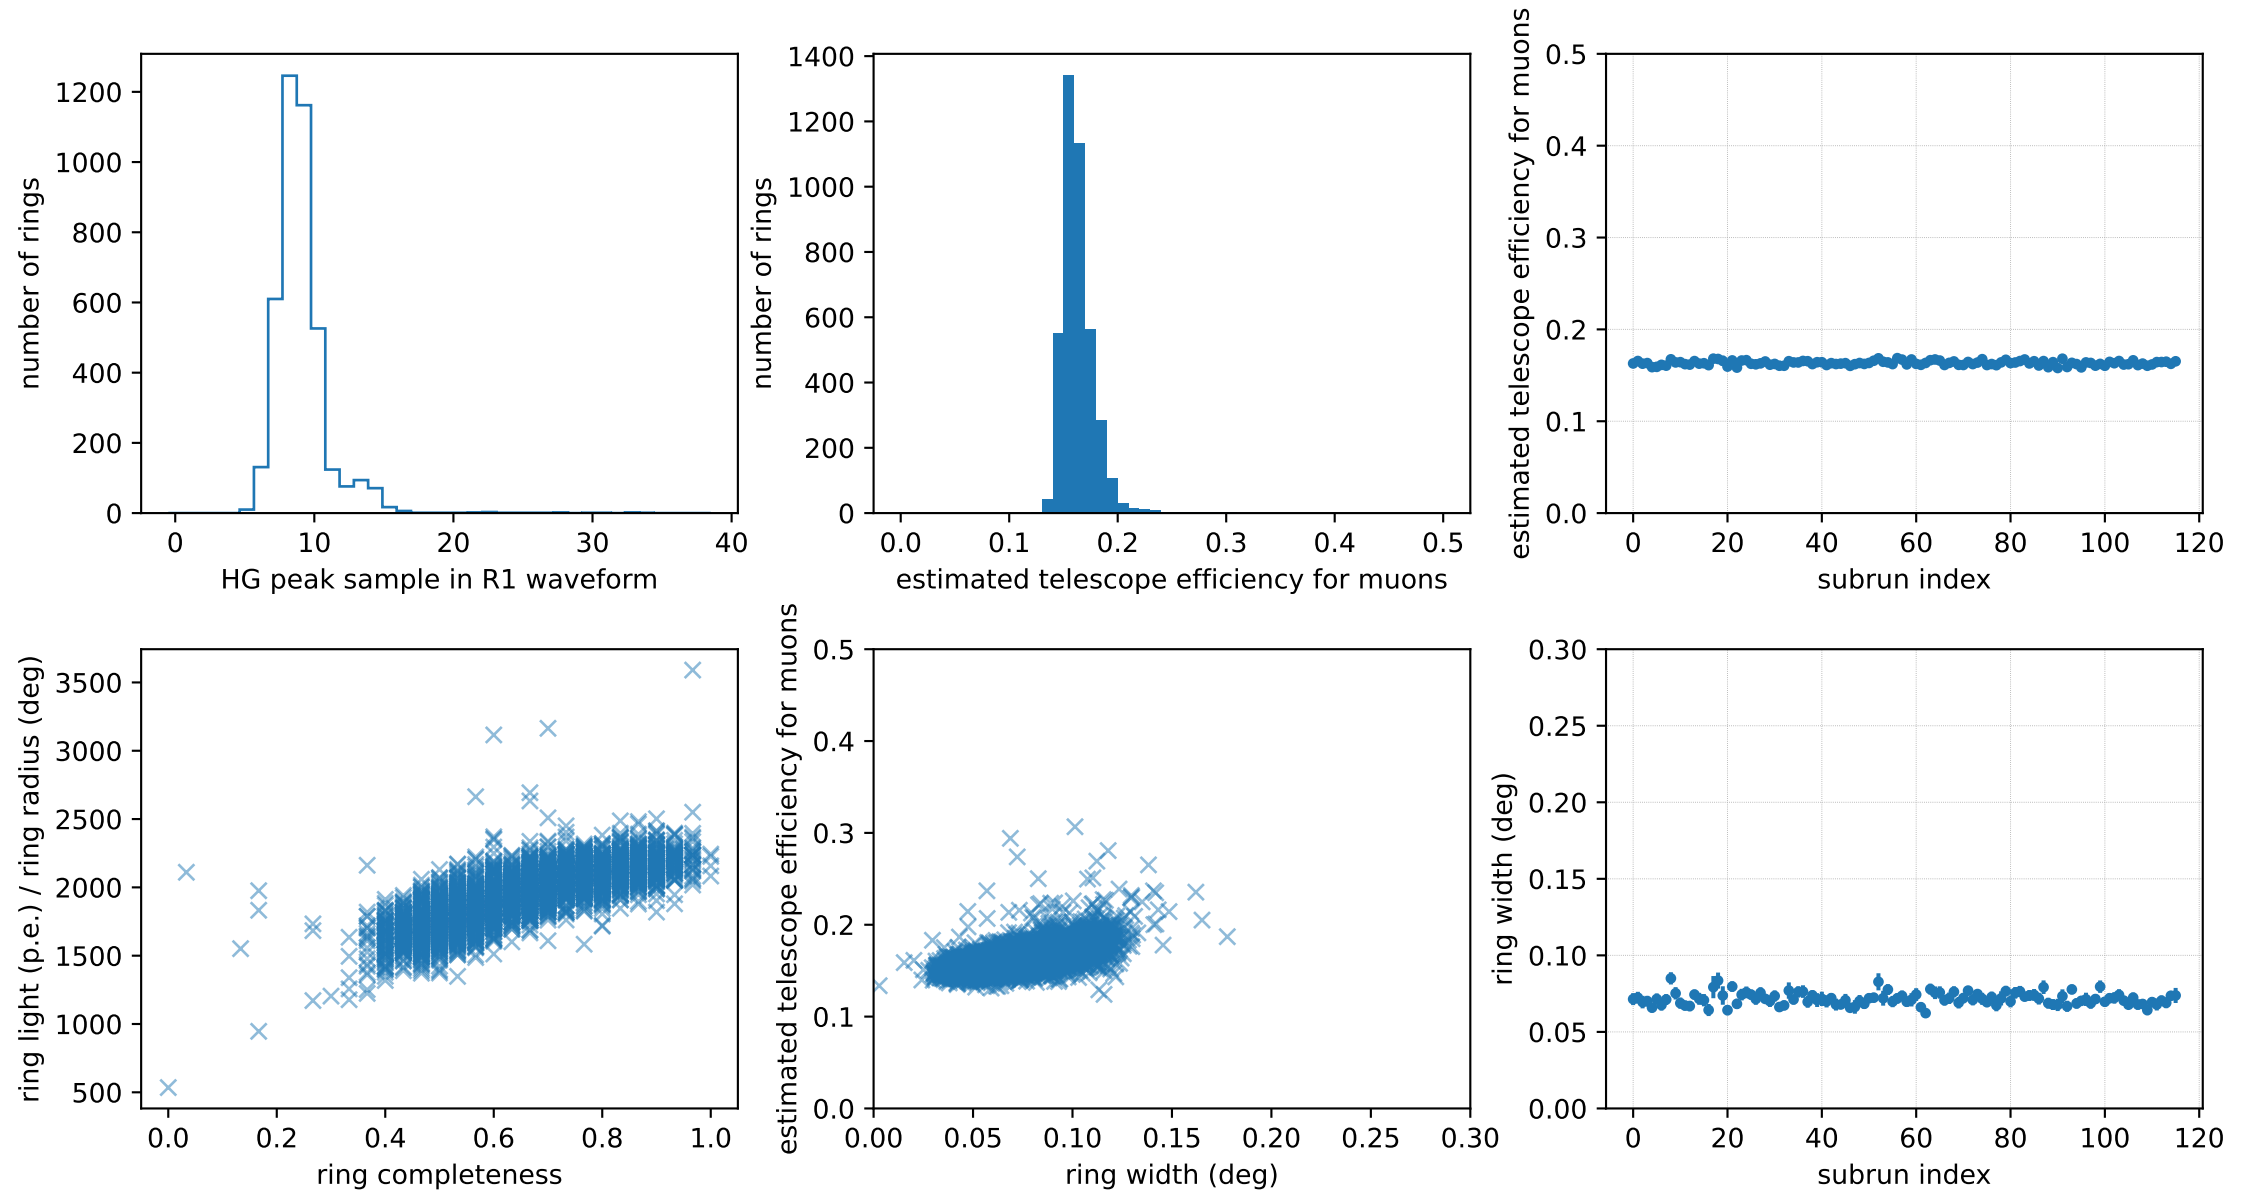 number of rings
1200
1000
800
600
400
200
0
0 10 20 30 40
HG peak sample in R1 waveform
number of rings
1400
1200
1000
800
600
400
200
0
0.0 0.1 0.2 0.3 0.4 0.5
estimated telescope efficiency for muons
estimated telescope efficiency for muons
0.5
0.4
0.3
0.2
0.1
0.0
0 20 40 60 80 100 120
subrun index
ring light (p.e.) / ring radius (deg)
3500
3000
2500
2000
1500
1000
500
0.0 0.2 0.4 0.6 0.8 1.0
ring completeness
estimated telescope efficiency for muons
0.5
0.4
0.3
0.2
0.1
0.0
0.00 0.05 0.10 0.15 0.20 0.25 0.30
ring width (deg)
ring width (deg)
0.30
0.25
0.20
0.15
0.10
0.05
0.00
0 20 40 60 80 100 120
subrun index